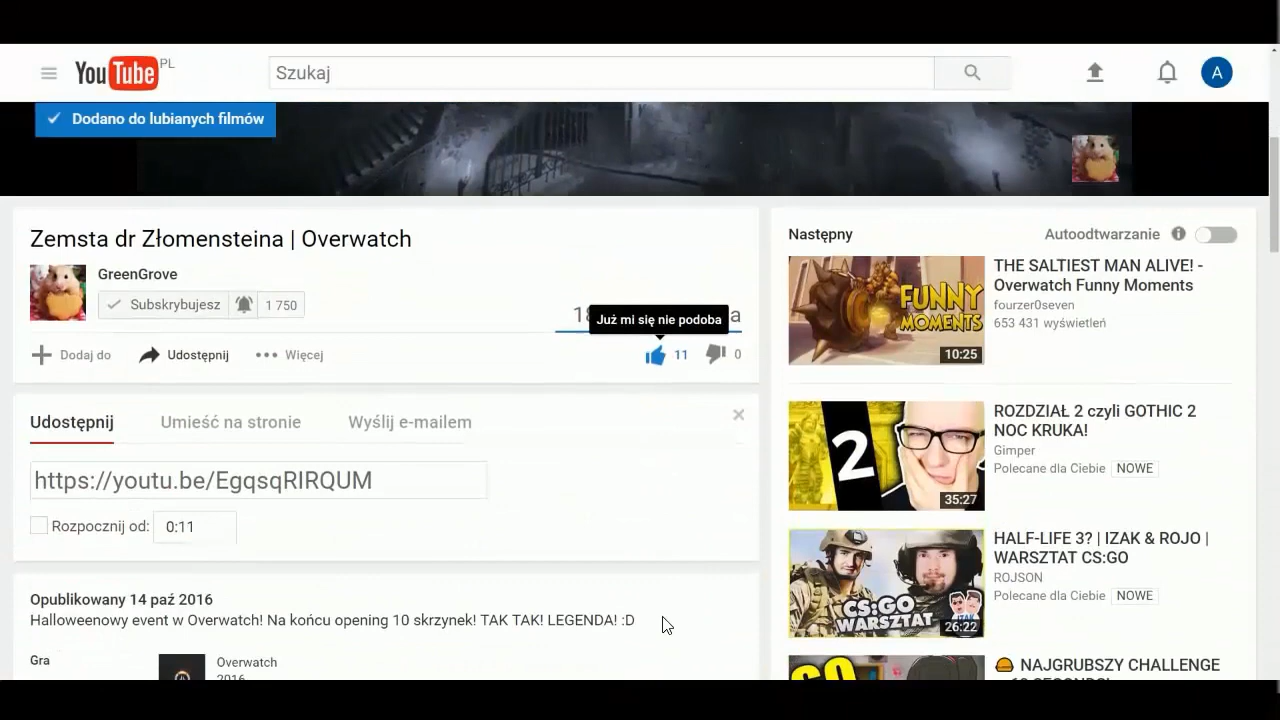 YouTube PL
Szukaj
A
Dodano do lubianych filmów
Zemsta dr Złomensteina | Overwatch
GreenGrove
Subskrybujesz 1 750
Już mi się nie podoba
Dodaj do Udostępnij Więcej
11 0
Udostępnij Umieść na stronie Wyślij e-mailem
https://youtu.be/EgqsqRIRQUM
Rozpocznij od: 0:11
Opublikowany 14 paź 2016
Halloweenowy event w Overwatch! Na końcu opening 10 skrzynek! TAK TAK! LEGENDA! :D
Gra
Overwatch
2016
Następny
Autoodtwarzanie
FUNNY
MOMENTS
10:25
THE SALTIEST MAN ALIVE! -
Overwatch Funny Moments
fourzer0seven
653 431 wyświetleń
2
35:27
ROZDZIAŁ 2 czyli GOTHIC 2
NOC KRUKA!
Gimper
Polecane dla Ciebie NOWE
CS:GO
WARSZTAT
26:22
HALF-LIFE 3? | IZAK & ROJO |
WARSZTAT CS:GO
ROJSON
Polecane dla Ciebie NOWE
NAJGRUBSZY CHALLENGE